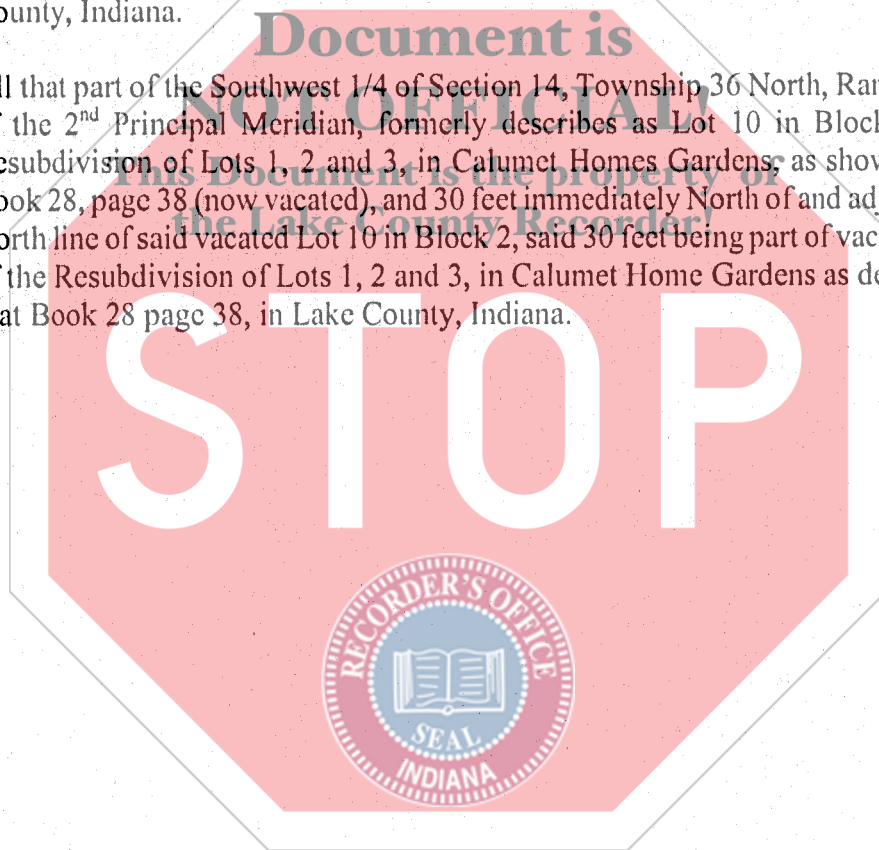 ounty, Indiana.
Document is
ll that part of the Southwest 1/4 of Section 14, Township 36 North, Ran
NOT OFFICIAL!
f the 2nd Principal Meridian, formerly describes as Lot 10 in Block
esubdivision of Lots 1, 2 and 3, in Calumet Homes Gardens, as show
This Document is the property of
ook 28, page 38 (now vacated), and 30 feet immediately North of and adj
the Lake County Recorder!
orth line of said vacated Lot 10 in Block 2, said 30 feet being part of vac
f the Resubdivision of Lots 1, 2 and 3, in Calumet Home Gardens as de
at Book 28 page 38, in Lake County, Indiana.
STOP
RECORDER'S OFFICE
SEAL
INDIANA